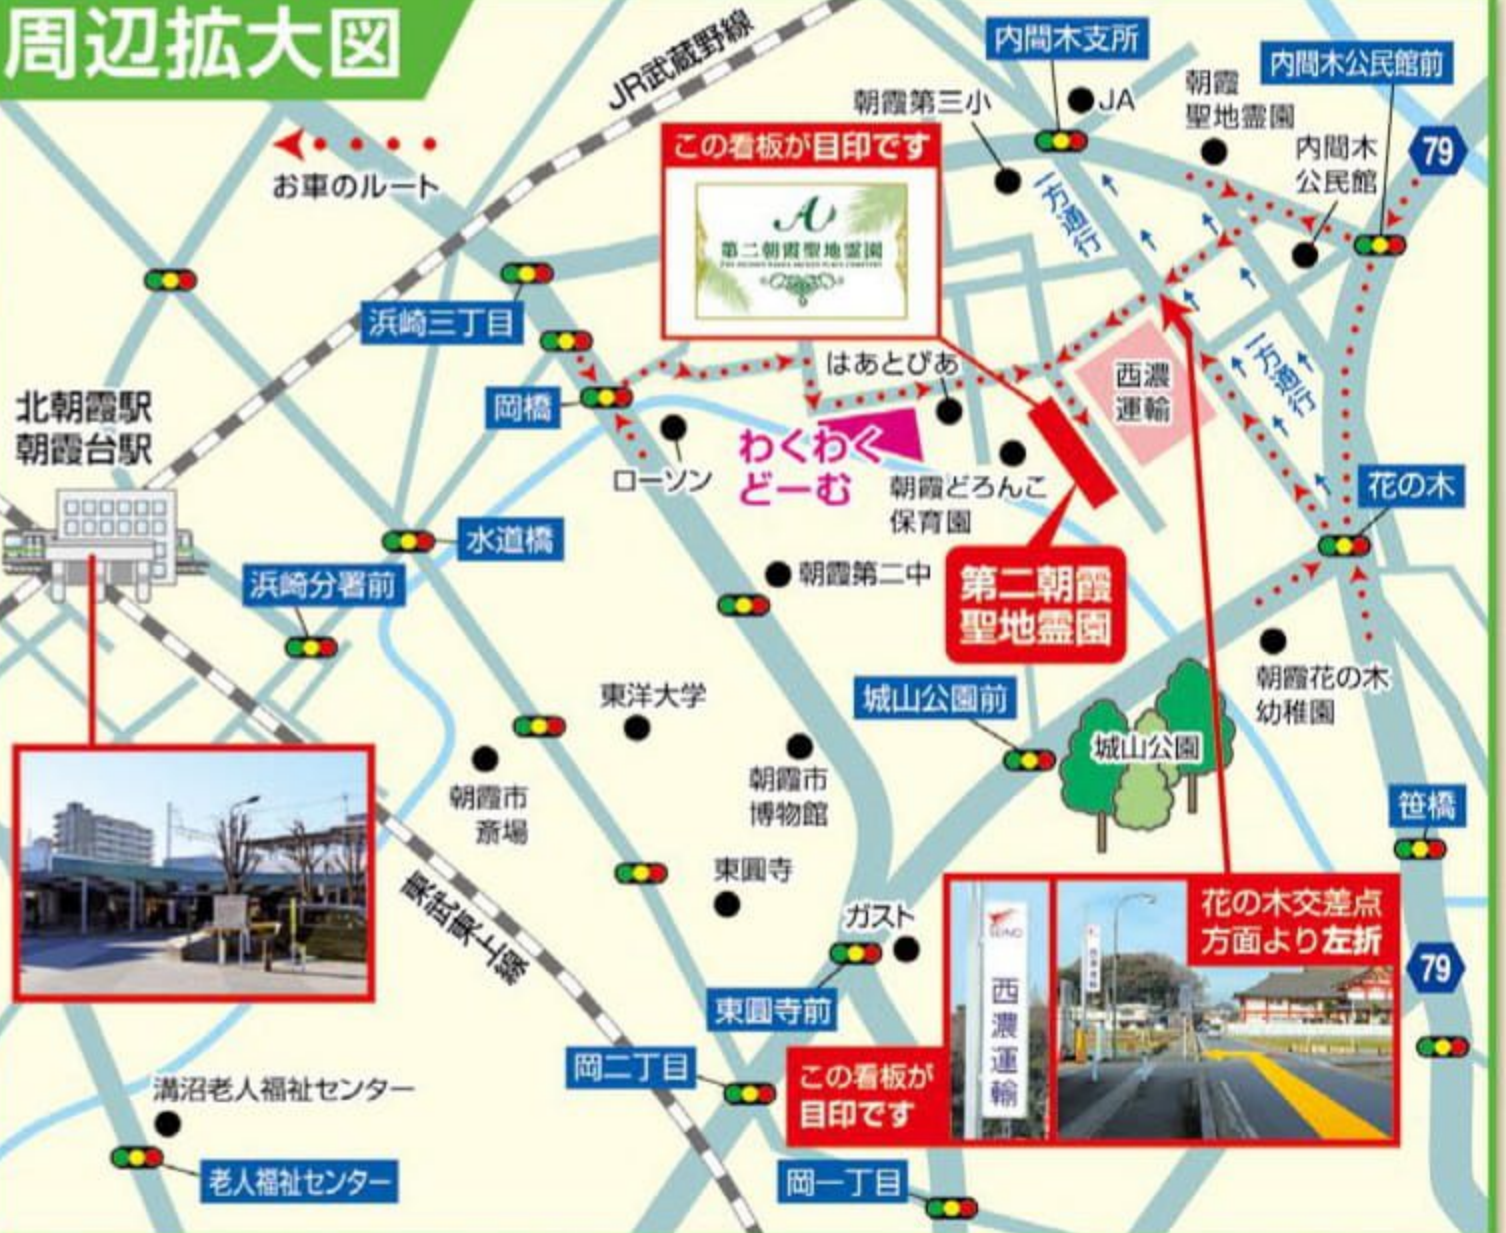 周辺拡大図
JR武蔵野線
お車のルート
内間木支所
JA
朝霞第三小
朝霞
聖地霊園
内間木公民館前
内間木
公民館
79
この看板が目印です
第二朝霞聖地霊園
一方通行
浜崎三丁目
岡橋
はあとぴあ
西濃
運輸
一方通行
北朝霞駅
朝霞台駅
ローソン
わくわく
どーむ
朝霞どろんこ
保育園
花の木
水道橋
浜崎分署前
朝霞第二中
第二朝霞
聖地霊園
東洋大学
城山公園前
朝霞花の木
幼稚園
城山公園
朝霞市
斎場
朝霞市
博物館
笹橋
東圓寺
東武東上線
ガスト
花の木交差点
方面より左折
79
東圓寺前
SEINO
西濃運輸
岡二丁目
この看板が
目印です
溝沼老人福祉センター
老人福祉センター
岡一丁目